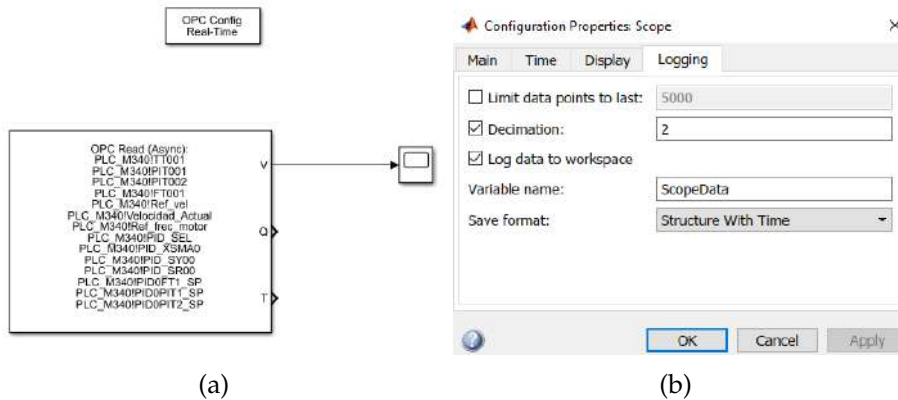 OPC Config
Real-Time
OPC Read (Async):
PLC_M340!TT001
PLC_M340!PIT001
PLC_M340!PIT002
PLC_M340!FT001
PLC_M340!Ref_vel
PLC_M340!Velocidad_Actual
PLC_M340!Ref_frec_motor
PLC_M340!PID_SEL
PLC_M340!PID_XSMA0
PLC_M340!PID_SY00
PLC_M340!PID_SR00
PLC_M340!PID0FT1_SP
PLC_M340!PID0PIT1_SP
PLC_M340!PID0PIT2_SP
V
Q
T
(a)
Configuration Properties: Scope
Main Time Display Logging
Limit data points to last: 5000
Decimation: 2
Log data to workspace
Variable name: ScopeData
Save format: Structure With Time
OK Cancel Apply
(b)